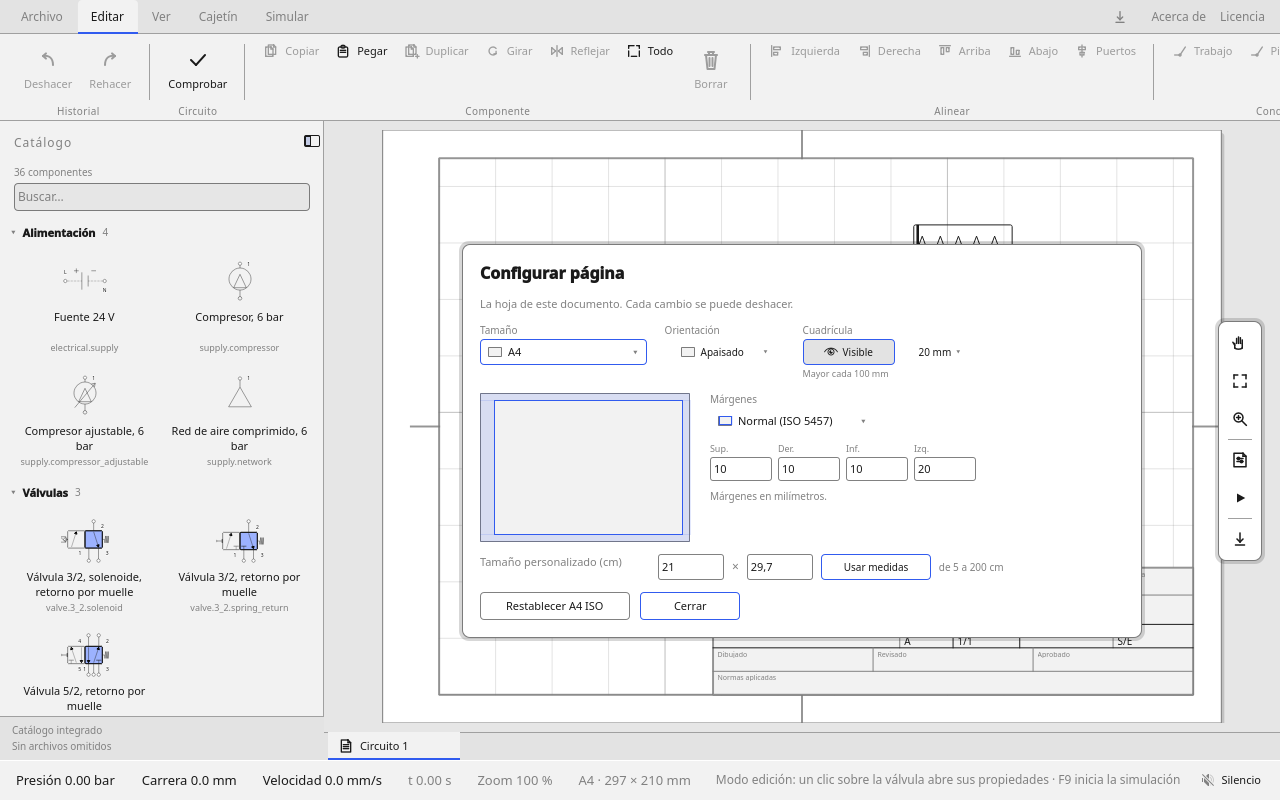 Archivo Editar Ver Cajetín Simular Acerca de Licencia
Deshacer Rehacer Comprobar Copiar Pegar Duplicar Girar Reflejar Todo Borrar Izquierda Derecha Arriba Abajo Puertos Trabajo
Historial Circuito Componente Alinear
Catálogo
36 componentes
Buscar...
Alimentación 4
Fuente 24 V Compresor, 6 bar
electrical.supply supply.compressor
Compresor ajustable, 6 bar Red de aire comprimido, 6 bar
supply.compressor_adjustable supply.network
Válvulas 3
Válvula 3/2, solenoide, retorno por muelle Válvula 3/2, retorno por muelle
valve.3_2.solenoid valve.3_2.spring_return
Válvula 5/2, retorno por muelle
Catálogo integrado
Sin archivos omitidos
Configurar página
La hoja de este documento. Cada cambio se puede deshacer.
Tamaño Orientación Cuadrícula
A4 Apaisado Visible 20 mm
Mayor cada 100 mm
Márgenes
Normal (ISO 5457)
Sup. Der. Inf. Izq.
10 10 10 20
Márgenes en milímetros.
Tamaño personalizado (cm) 21 × 29,7 Usar medidas de 5 a 200 cm
Restablecer A4 ISO Cerrar
A 1/1 S/E
Dibujado Revisado Aprobado
Normas aplicadas
Circuito 1
Presión 0.00 bar Carrera 0.0 mm Velocidad 0.0 mm/s t 0.00 s Zoom 100 % A4 · 297 × 210 mm Modo edición: un clic sobre la válvula abre sus propiedades · F9 inicia la simulación Silencio